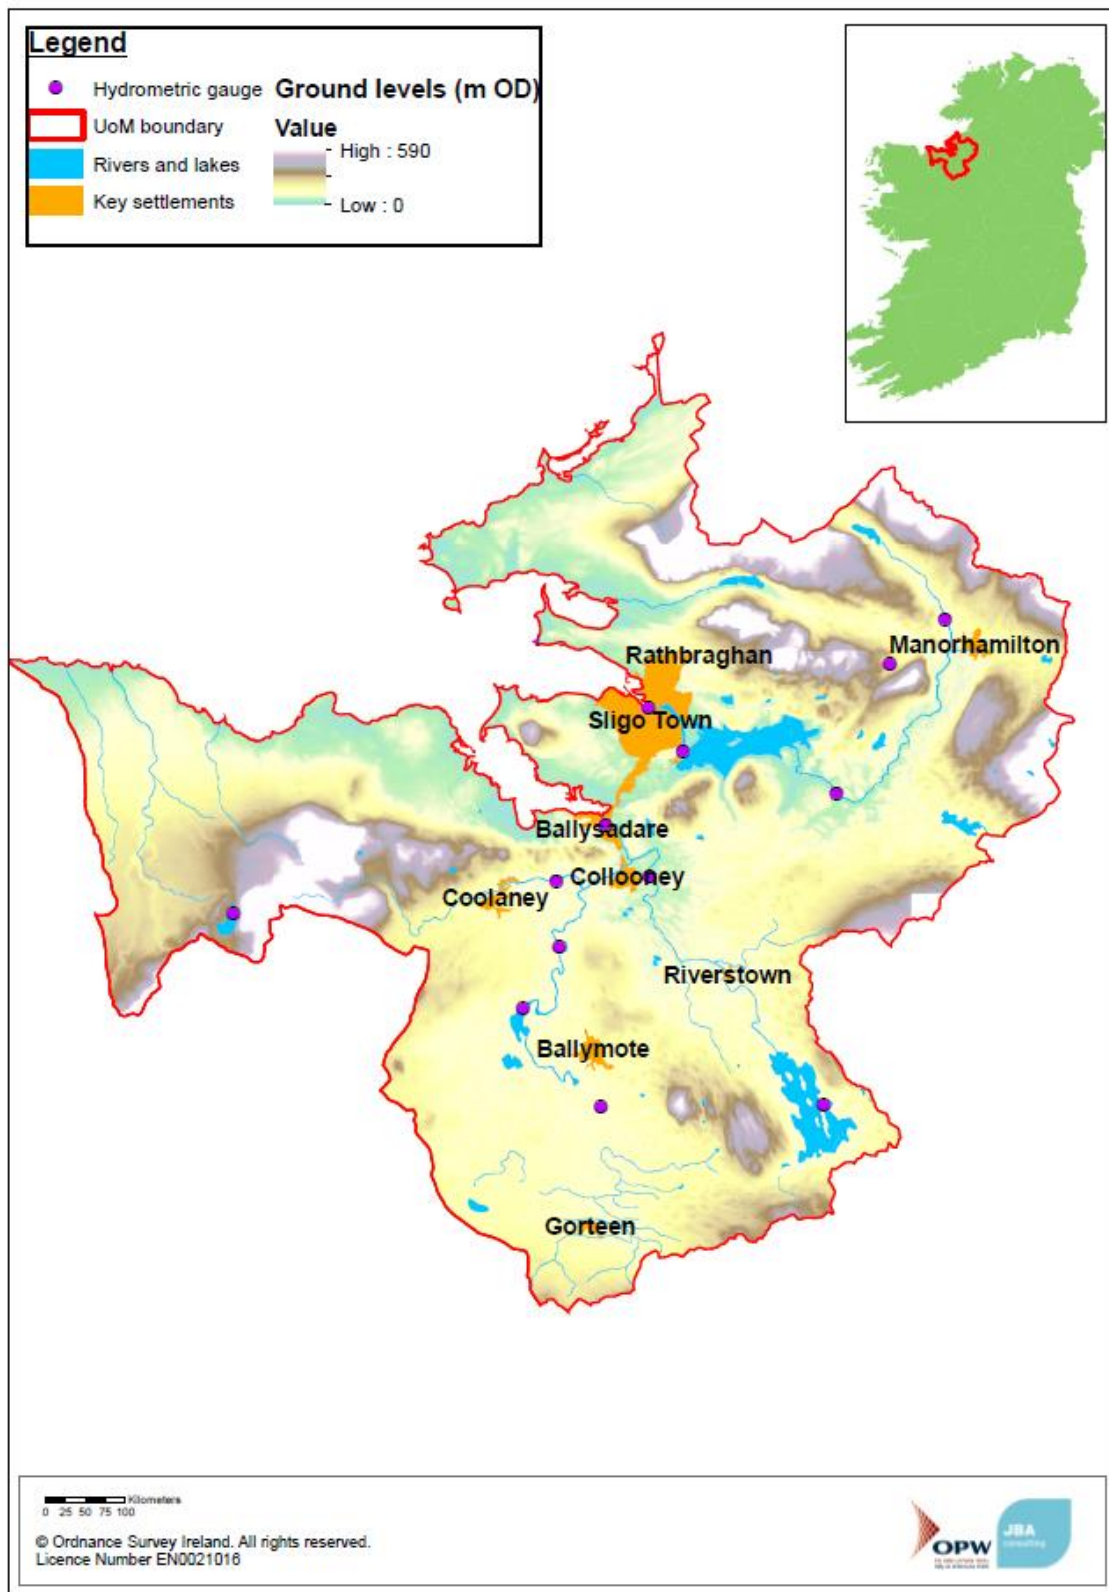 Legend
Hydrometric gauge
UoM boundary
Rivers and lakes
Key settlements
Ground levels (m OD)
Value
High : 590
Low : 0
Manorhamilton
Rathbraghan
Sligo Town
Ballysadare
Collooney
Coolaney
Riverstown
Ballymote
Gorteen
Kilometers
0 25 50 75 100
© Ordnance Survey Ireland. All rights reserved.
Licence Number EN0021016
OPW
JBA
consulting